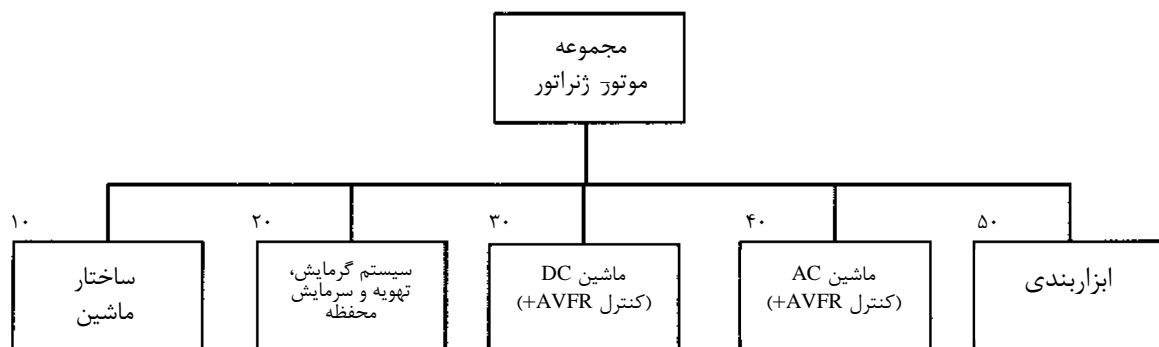 مجموعه
موتور- ژنراتور
۱۰
ساختار
ماشین
۲۰
سیستم گرمایش،
تهویه و سرمایش
محفظه
۳۰
ماشین DC
(کنترل AVFR+)
۴۰
ماشین AC
(کنترل AVFR+)
۵۰
ابزاربندی